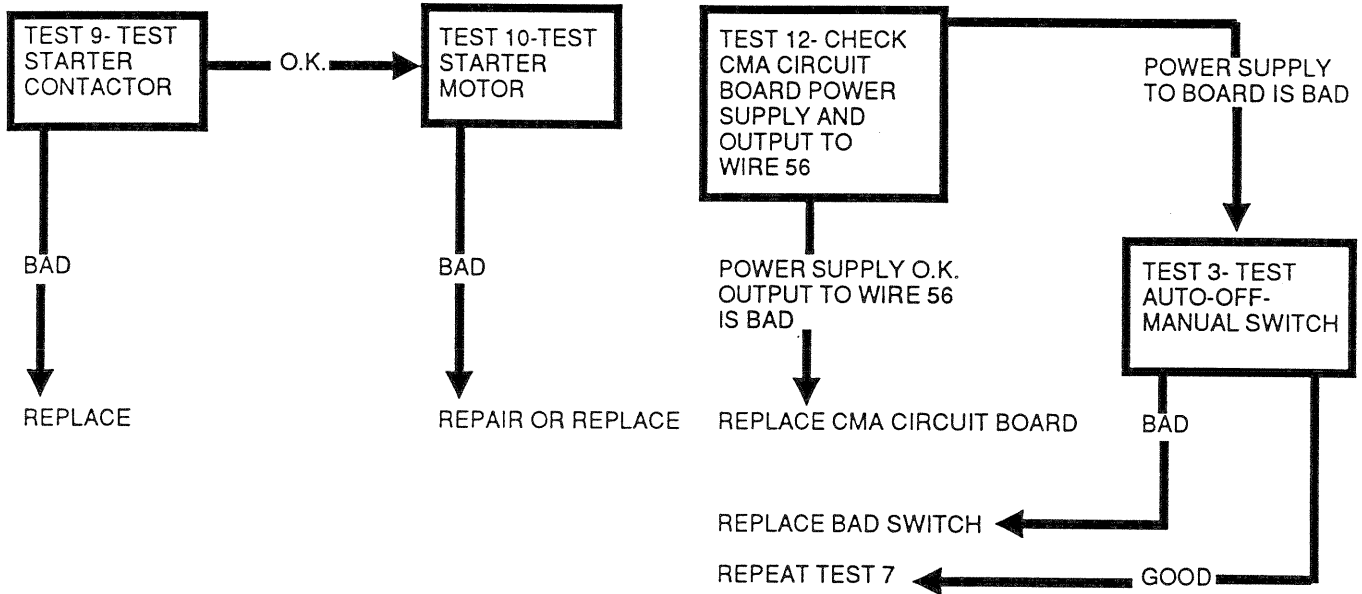 TEST 9- TEST
STARTER
CONTACTOR
O.K.
TEST 10-TEST
STARTER
MOTOR
BAD
REPLACE
BAD
REPAIR OR REPLACE
TEST 12- CHECK
CMA CIRCUIT
BOARD POWER
SUPPLY AND
OUTPUT TO
WIRE 56
POWER SUPPLY
TO BOARD IS BAD
POWER SUPPLY O.K.
OUTPUT TO WIRE 56
IS BAD
REPLACE CMA CIRCUIT BOARD
TEST 3- TEST
AUTO-OFF-
MANUAL SWITCH
BAD
REPLACE BAD SWITCH
GOOD
REPEAT TEST 7